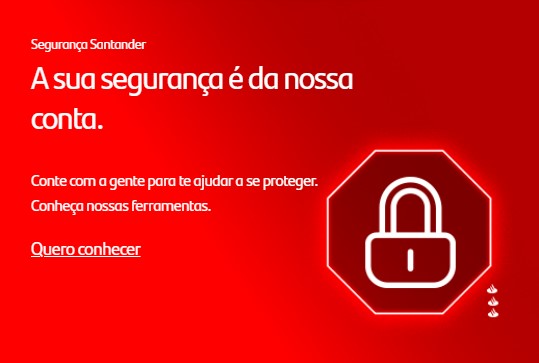 Segurança Santander
A sua segurança é da nossa
conta.
Conte com a gente para te ajudar a se proteger.
Conheça nossas ferramentas.
Quero conhecer